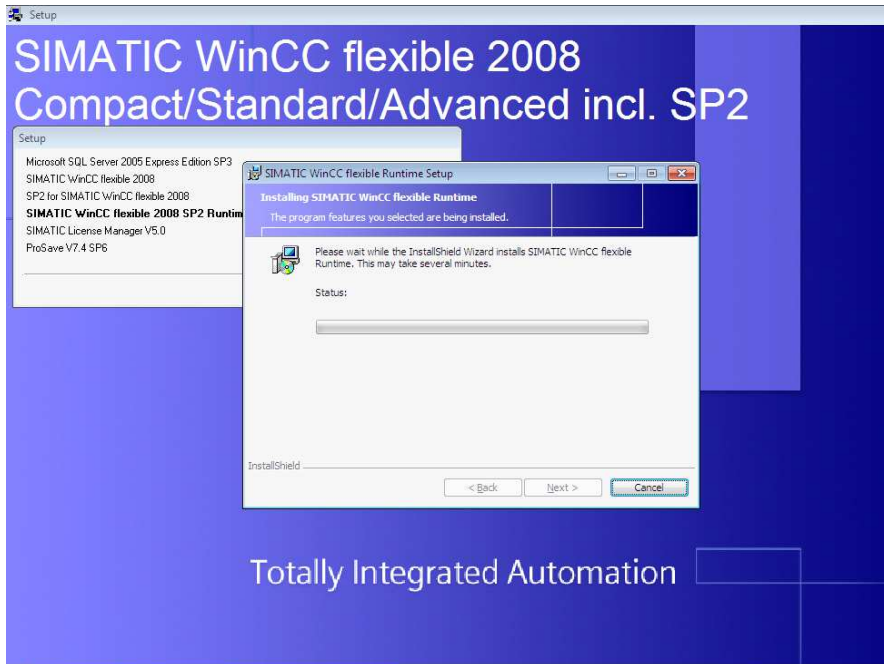 Setup
SIMATIC WinCC flexible 2008
Compact/Standard/Advanced incl. SP2
Setup
Microsoft SQL Server 2005 Express Edition SP3
SIMATIC WinCC flexible 2008
SP2 for SIMATIC WinCC flexible 2008
SIMATIC WinCC flexible 2008 SP2 Runtim
SIMATIC License Manager V5.0
ProSave V7.4 SP6
SIMATIC WinCC flexible Runtime Setup
Installing SIMATIC WinCC flexible Runtime
The program features you selected are being installed.
Please wait while the InstallShield Wizard installs SIMATIC WinCC flexible
Runtime. This may take several minutes.
Status:
InstallShield
< Back Next > Cancel
Totally Integrated Automation